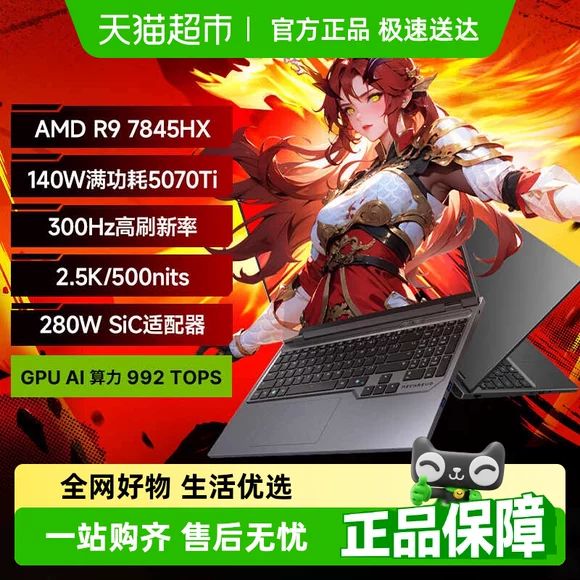 天猫超市 官方正品 极速送达
AMD R9 7845HX
140W满功耗5070Ti
300Hz高刷新率
2.5K/500nits
280W SiC适配器
GPU AI 算力 992 TOPS
MECHREVO
全网好物 生活优选
一站购齐 售后无忧
正品保障